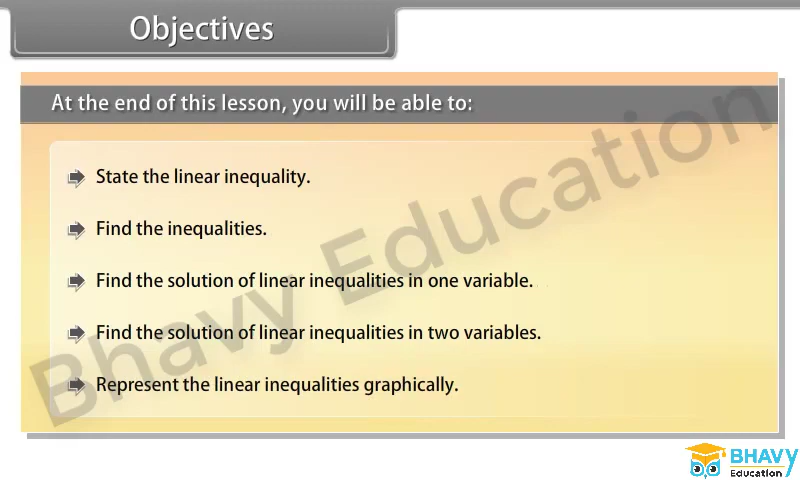 Objectives
At the end of this lesson, you will be able to:
State the linear inequality.
Find the inequalities.
Find the solution of linear inequalities in one variable.
Find the solution of linear inequalities in two variables.
Represent the linear inequalities graphically.
Bhavy Education
BHAVY
Education